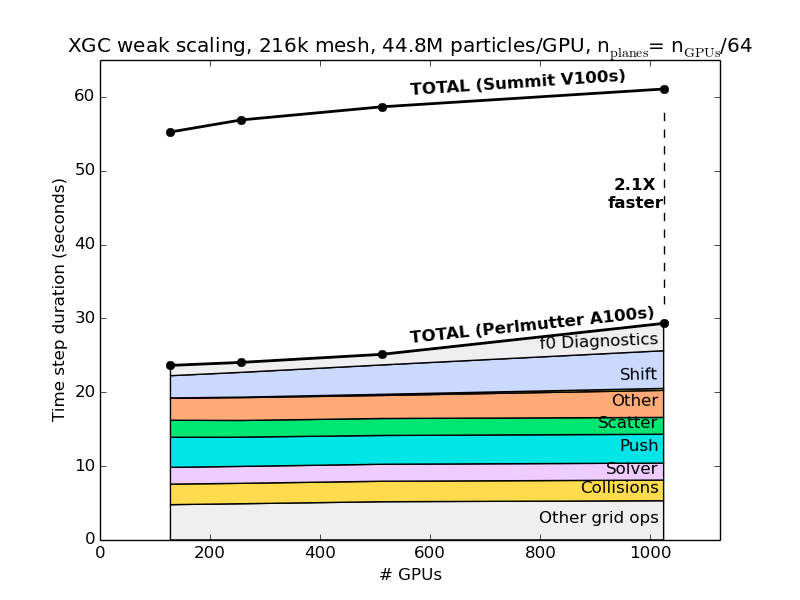 XGC weak scaling, 216k mesh, 44.8M particles/GPU, n_planes= n_GPUs/64
TOTAL (Summit V100s)
2.1X
faster
TOTAL (Perlmutter A100s)
f0 Diagnostics
Shift
Other
Scatter
Push
Solver
Collisions
Other grid ops
Time step duration (seconds)
60
50
40
30
20
10
0
0 200 400 600 800 1000
# GPUs